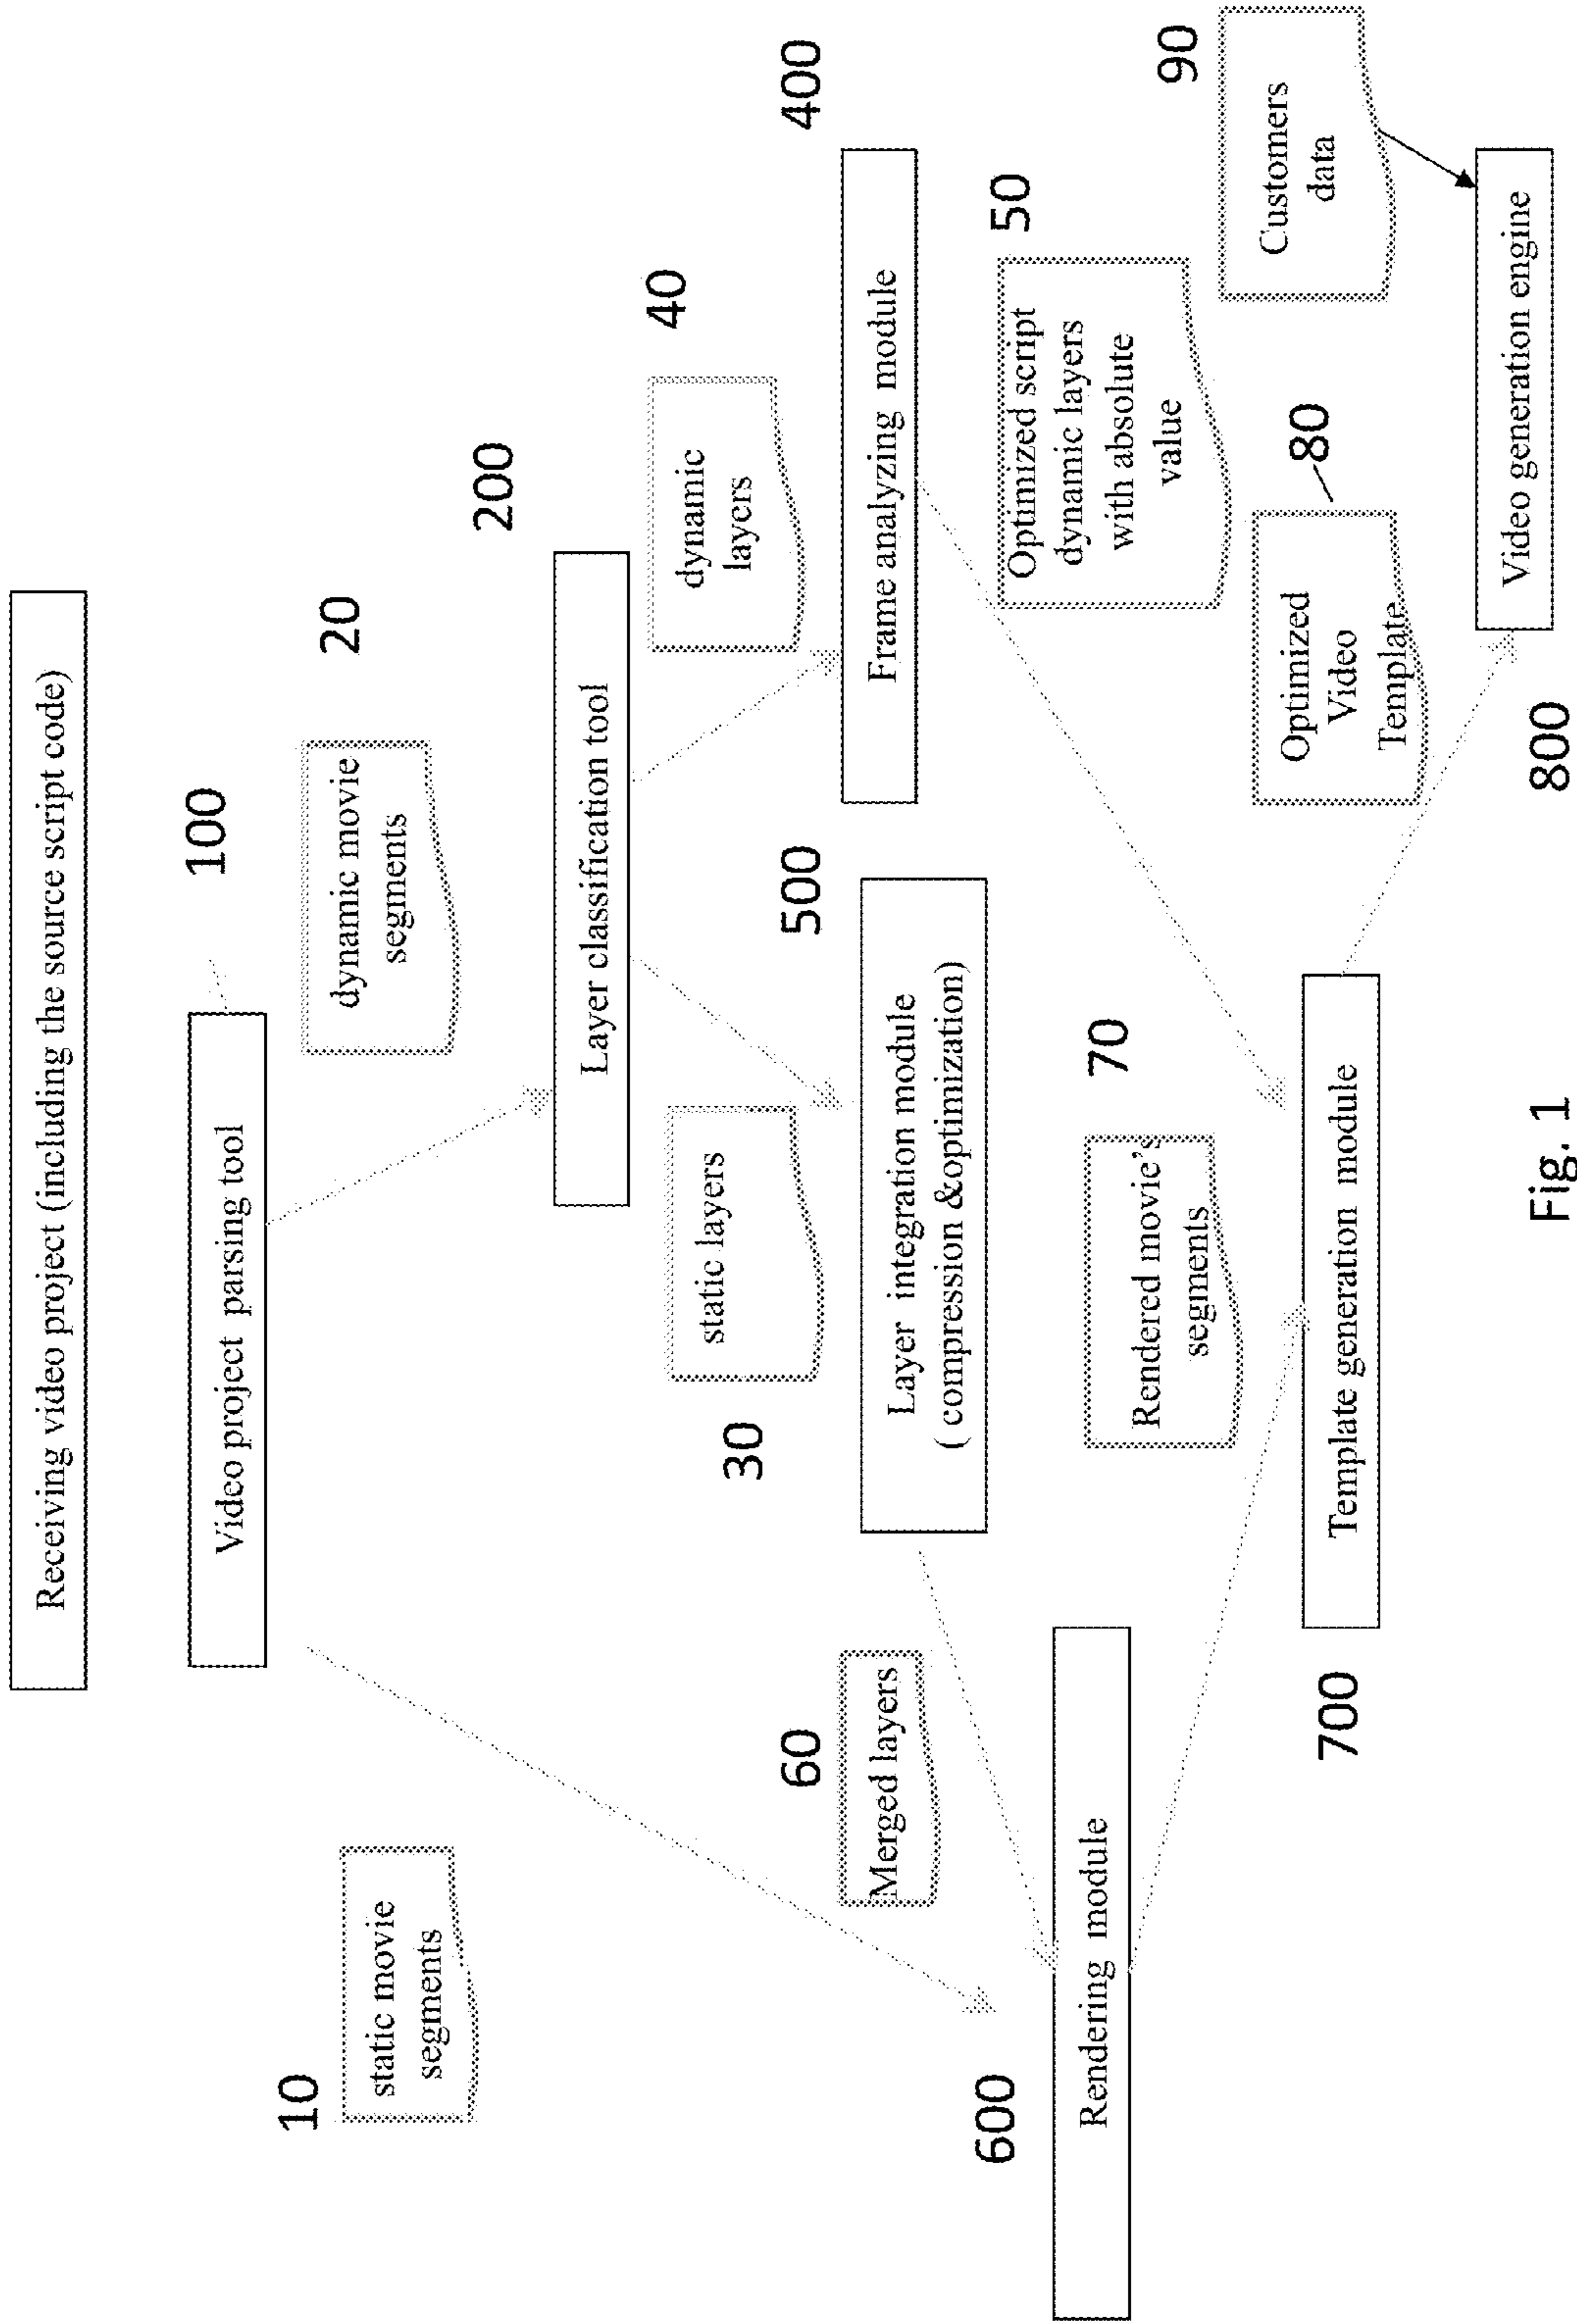 Receiving video project (including the source script code)
100
Video project parsing tool
20
dynamic movie
segments
10
static movie
segments
200
Layer classification tool
40
dynamic
layers
static layers
30
400
Frame analyzing module
500
Layer integration module
( compression &optimization)
60
Merged layers
50
Optimized script
dynamic layers
with absolute
value
70
Rendered movie's
segments
600
Rendering module
90
Customers
data
80
Optimized
Video
Template
Template generation module
700
Video generation engine
800
Fig. 1